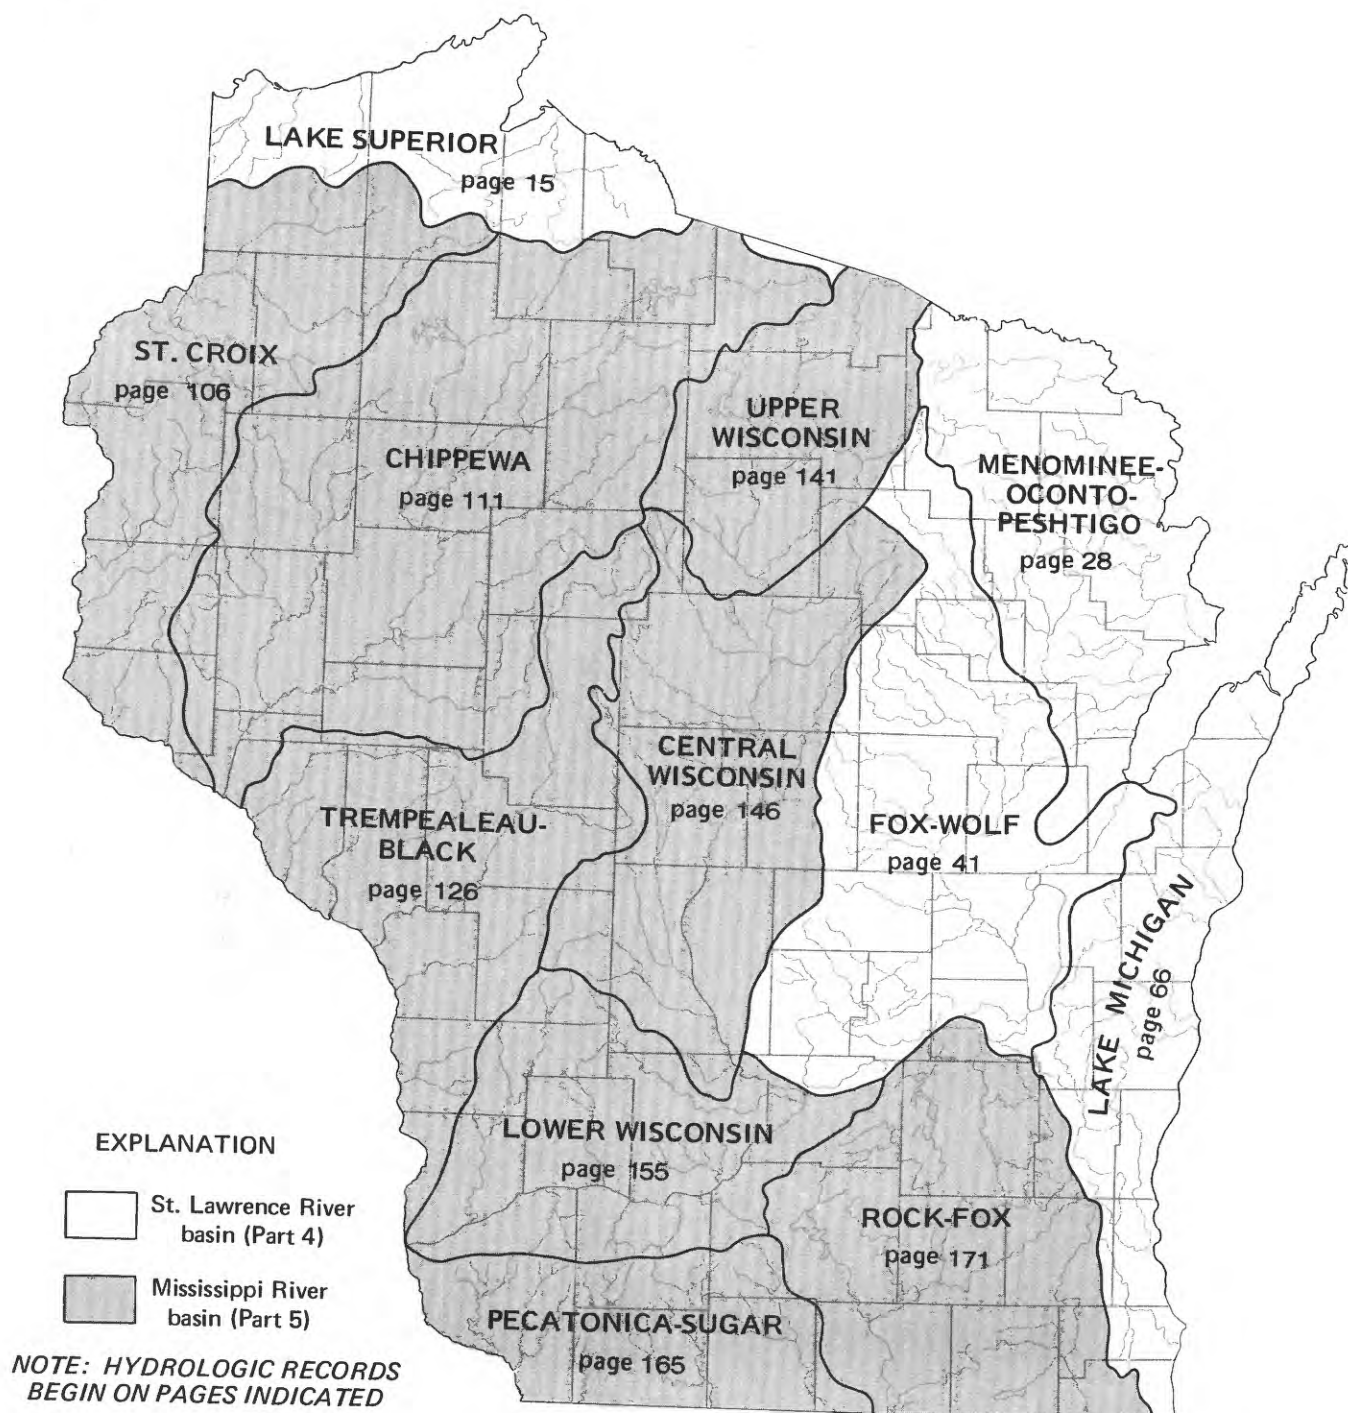 LAKE SUPERIOR
page 15
ST. CROIX
page 106
CHIPPEWA
page 111
UPPER
WISCONSIN
page 141
MENOMINEE-
OCONTO-
PESHTIGO
page 28
CENTRAL
WISCONSIN
page 146
TREMPEALEAU-
BLACK
page 126
FOX-WOLF
page 41
LAKE MICHIGAN
page 66
LOWER WISCONSIN
page 155
ROCK-FOX
page 171
PECATONICA-SUGAR
page 165
EXPLANATION
St. Lawrence River
basin (Part 4)
Mississippi River
basin (Part 5)
NOTE: HYDROLOGIC RECORDS
BEGIN ON PAGES INDICATED